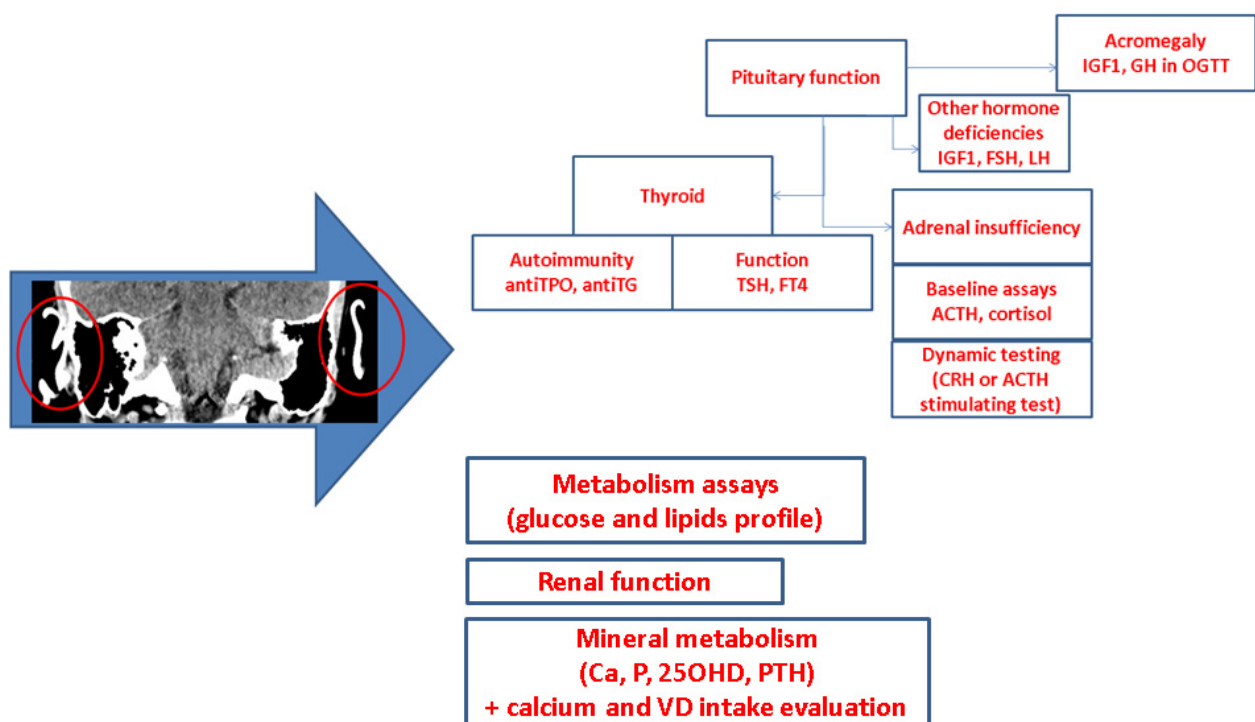 Pituitary function
Acromegaly
IGF1, GH in OGTT
Other hormone
deficiencies
IGF1, FSH, LH
Thyroid
Autoimmunity
antiTPO, antiTG
Function
TSH, FT4
Adrenal insufficiency
Baseline assays
ACTH, cortisol
Dynamic testing
(CRH or ACTH
stimulating test)
Metabolism assays
(glucose and lipids profile)
Renal function
Mineral metabolism
(Ca, P, 25OHD, PTH)
+ calcium and VD intake evaluation